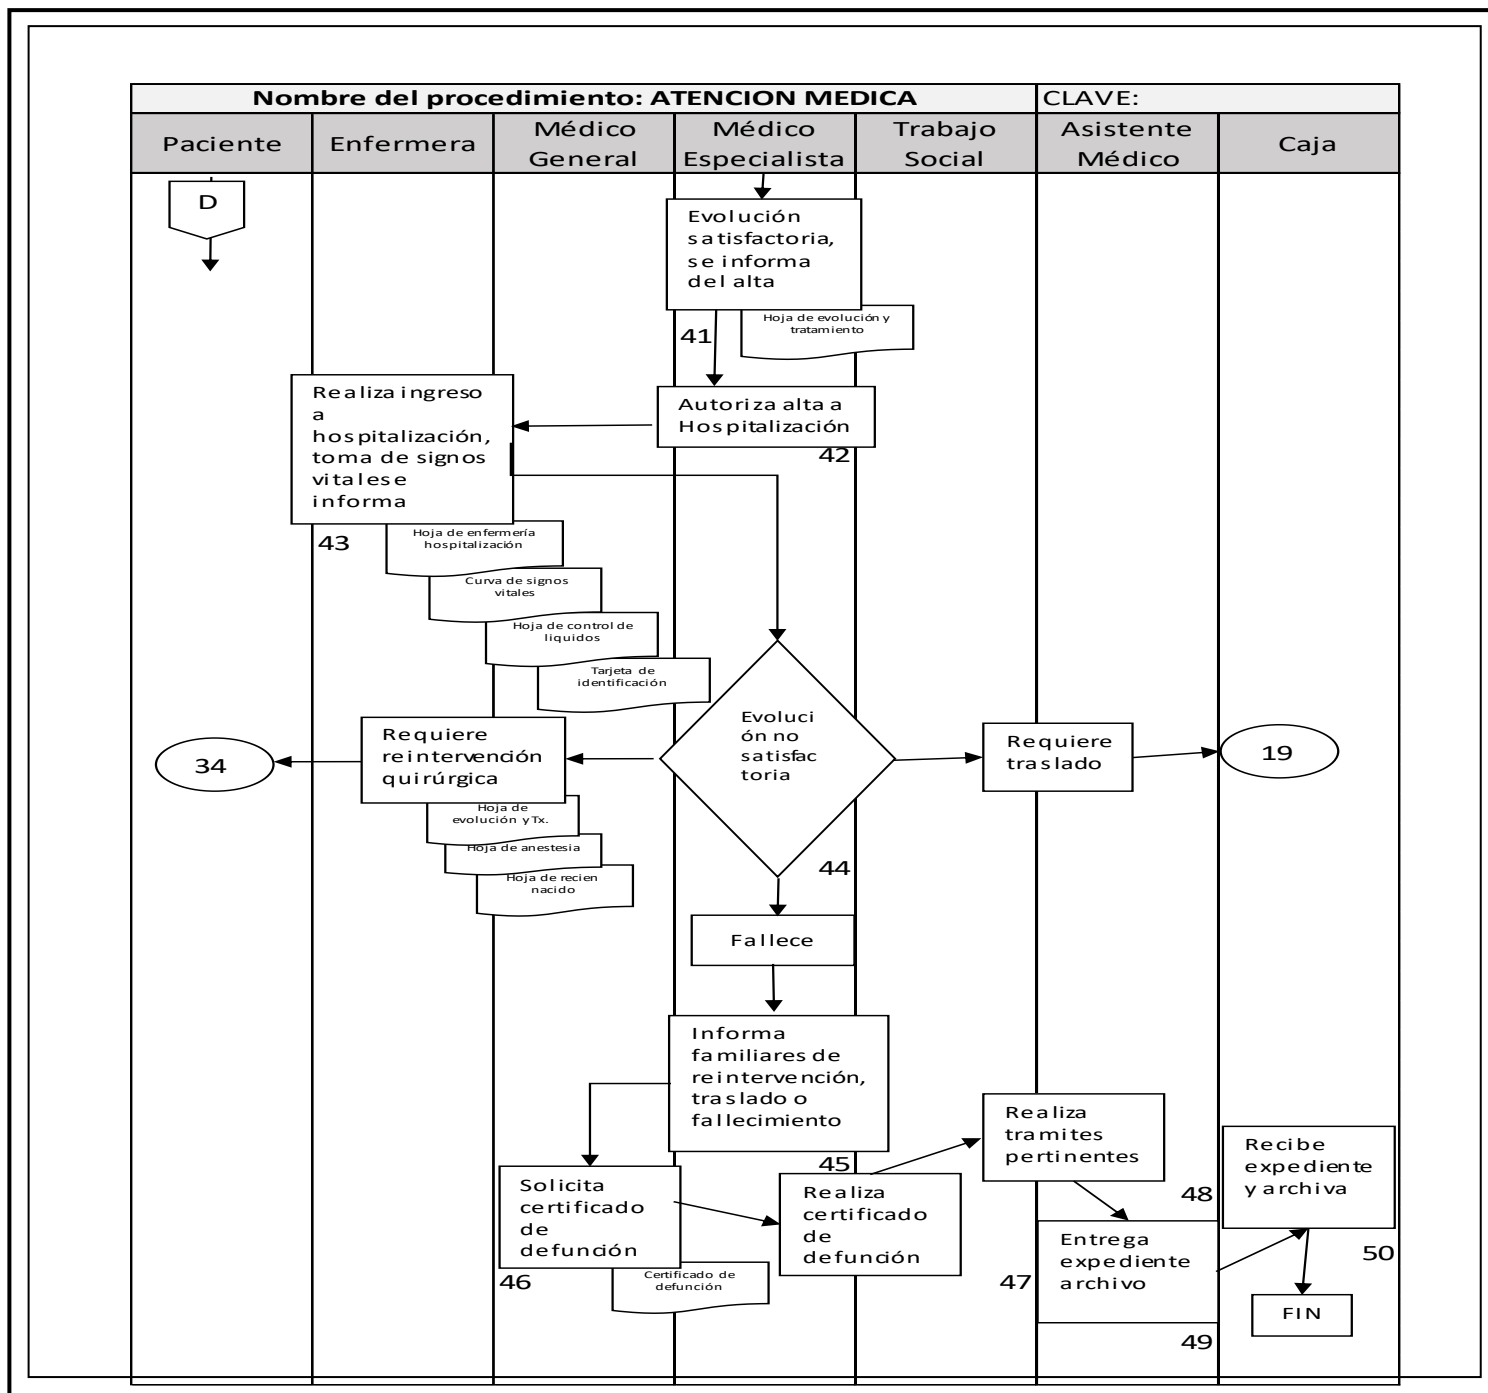 Nombre del procedimiento: ATENCION MEDICA
CLAVE:
Paciente
Enfermera
Médico
General
Médico
Especialista
Trabajo
Social
Asistente
Médico
Caja
D
Evolución
satisfactoria,
se informa
del alta
Hoja de evolución y
tratamiento
41
Realiza ingreso
a
hospitalización,
toma de signos
vitales e
informa
Autoriza alta a
Hospitalización
42
43
Hoja de enfermería
hospitalización
Curva de signos
vitales
Hoja de control de
liquidos
Tarjeta de
identificación
Evoluci
ón no
satisfac
toria
34
Requiere
reintervención
quirúrgica
Requiere
traslado
19
Hoja de
evolución y Tx.
Hoja de anestesia
Hoja de recien
nacido
44
Fallece
Informa
familiares de
reintervención,
traslado o
fallecimiento
45
Realiza
tramites
pertinentes
48
Recibe
expediente
y archiva
50
Solicita
certificado
de
defunción
46
Certificado de
defunción
Realiza
certificado
de
defunción
47
Entrega
expediente
archivo
49
FIN